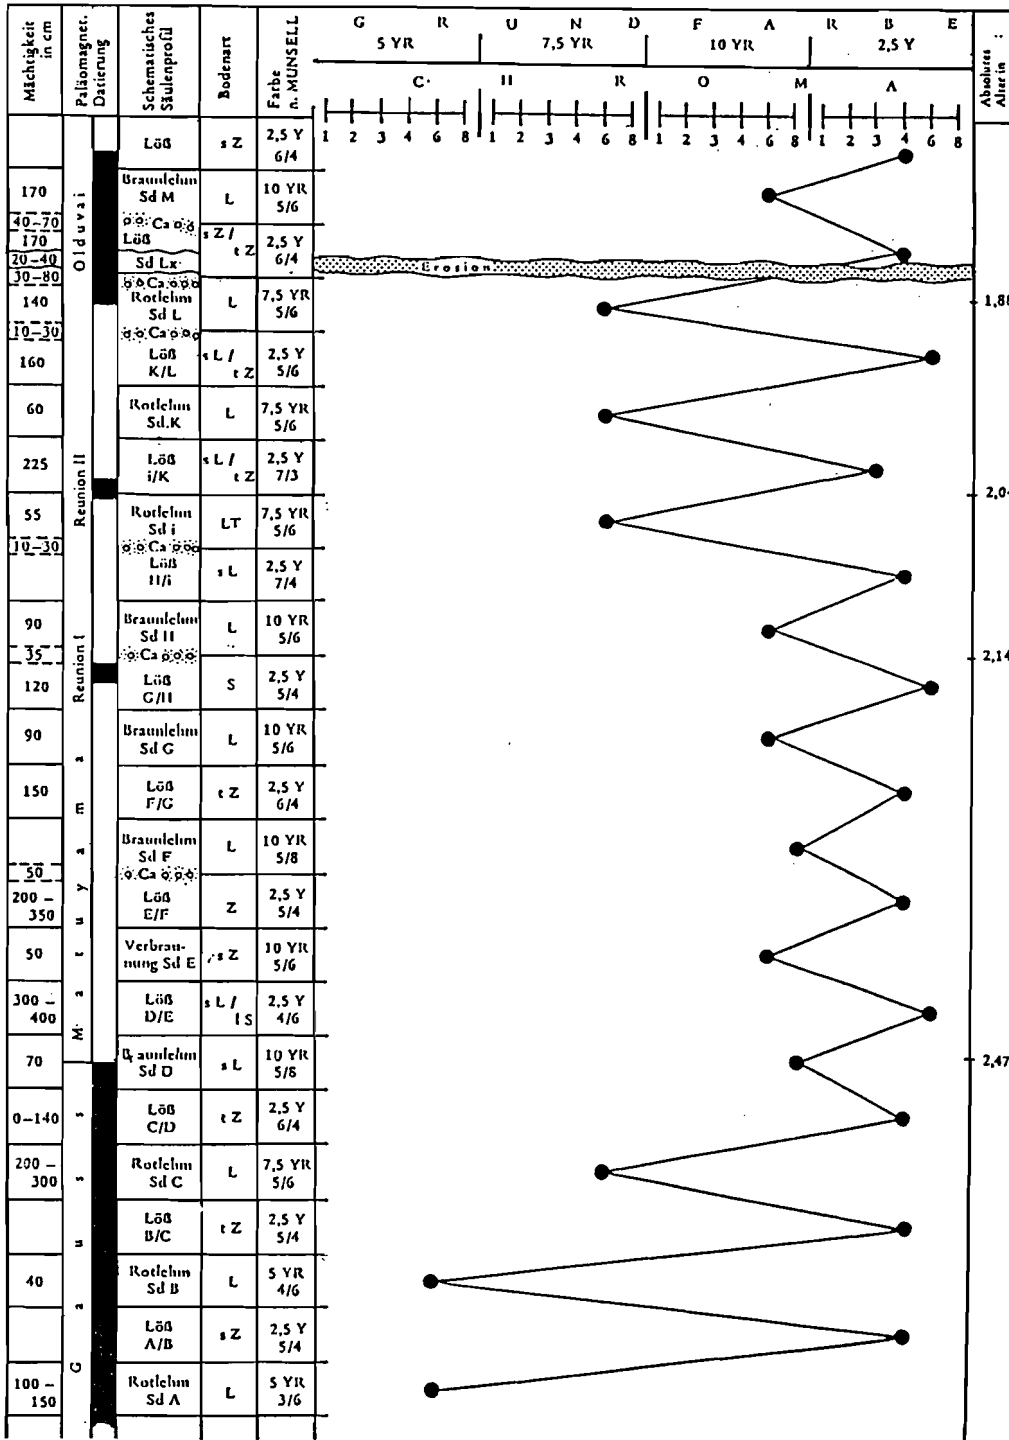 G R U N D F A R B E
5 YR 7,5 YR 10 YR 2,5 Y
C H R O M A
1 2 3 4 6 8 1 2 3 4 6 8 1 2 3 4 6 8 1 2 3 4 6 8
Mächtigkeit in cm
Paläomagnet. Datierung
Schematisches Säulenprofil
Bodenart
Farbe n. MUNSELL
Absolutes Alter in
Löß s Z 2,5 Y 6/4
170 Braunlehm Sd M L 10 YR 5/6
40–70 Ca
170 Löß s Z / t Z 2,5 Y 6/4
20–40 Sd Lx
Erosion
30–80 Ca
140 Rotlehm Sd L L 7,5 YR 5/6
1,88
10–30 Ca
160 Löß K/L s L / t Z 2,5 Y 5/6
60 Rotlehm Sd K L 7,5 YR 5/6
225 Löß i/K s L / t Z 2,5 Y 7/3
2,04
55 Rotlehm Sd i LT 7,5 YR 5/6
10–30 Ca
Löß H/i s L 2,5 Y 7/4
90 Braunlehm Sd H L 10 YR 5/6
35 Ca
2,14
120 Löß G/H S 2,5 Y 5/4
90 Braunlehm Sd G L 10 YR 5/6
150 Löß F/G t Z 2,5 Y 6/4
Braunlehm Sd F L 10 YR 5/8
50 Ca
200 – 350 Löß E/F Z 2,5 Y 5/4
50 Verbrau- nung Sd E s Z 10 YR 5/6
300 – 400 Löß D/E s L / l S 2,5 Y 4/6
70 Braunlehm Sd D s L 10 YR 5/8
2,47
0–140 Löß C/D t Z 2,5 Y 6/4
200 – 300 Rotlehm Sd C L 7,5 YR 5/6
Löß B/C t Z 2,5 Y 5/4
40 Rotlehm Sd B L 5 YR 4/6
Löß A/B s Z 2,5 Y 5/4
100 – 150 Rotlehm Sd A L 5 YR 3/6
Olduvai
Reunion II
Reunion I
Matuyama
Gauss